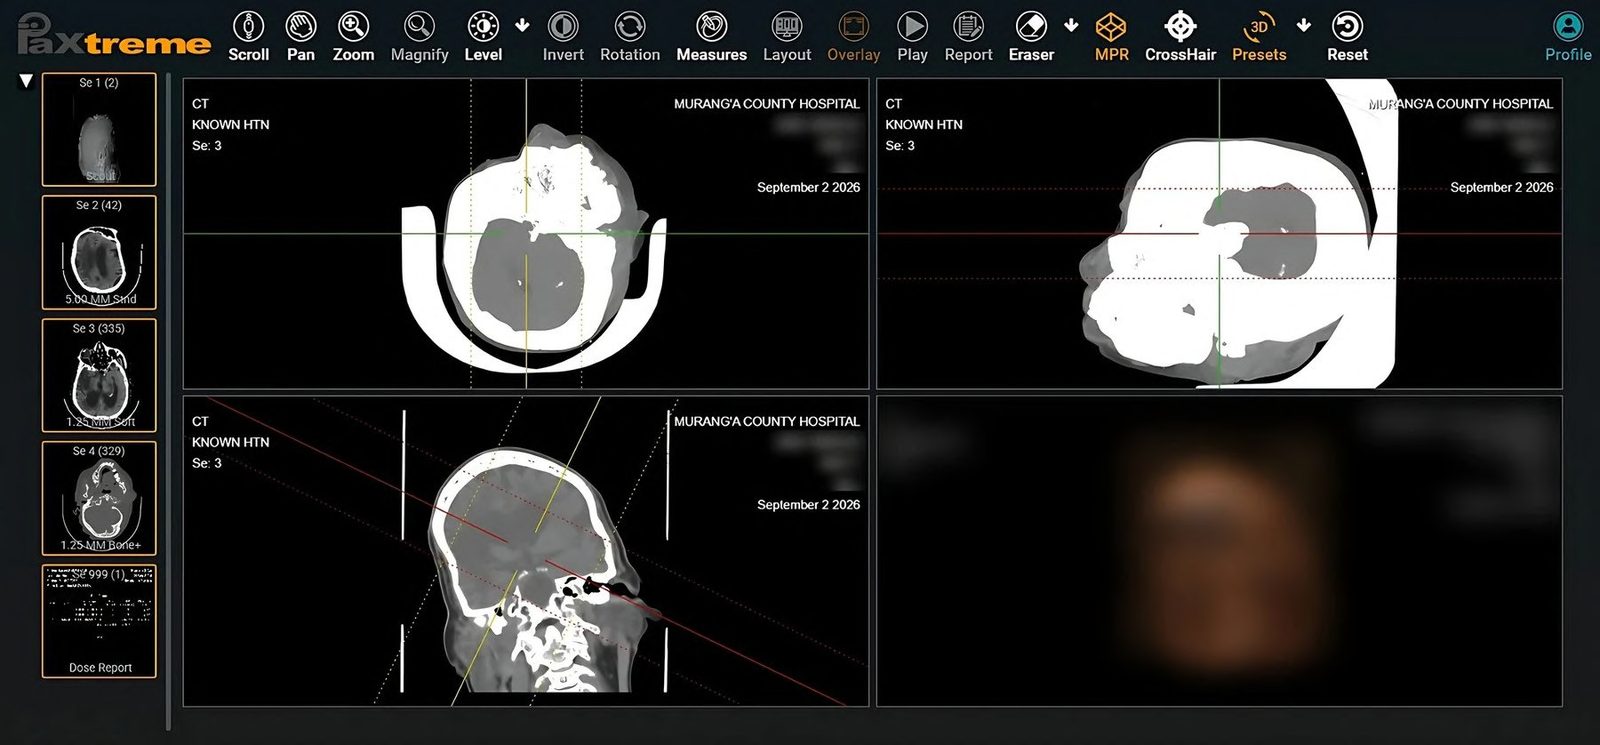 PaXtreme
Scroll Pan Zoom Magnify Level Invert Rotation Measures Layout Overlay Play Report Eraser MPR CrossHair 3D Presets Reset Profile
Se 1 (2)
Scout
Se 2 (42)
5.00 MM Stnd
Se 3 (335)
1.25 MM Soft
Se 4 (329)
1.25 MM Bone+
Se 999 (1)
Dose Report
CT
KNOWN HTN
Se: 3
MURANG'A COUNTY HOSPITAL
September 2 2026
CT
KNOWN HTN
Se: 3
MURANG'A COUNTY HOSPITAL
September 2 2026
CT
KNOWN HTN
Se: 3
MURANG'A COUNTY HOSPITAL
September 2 2026